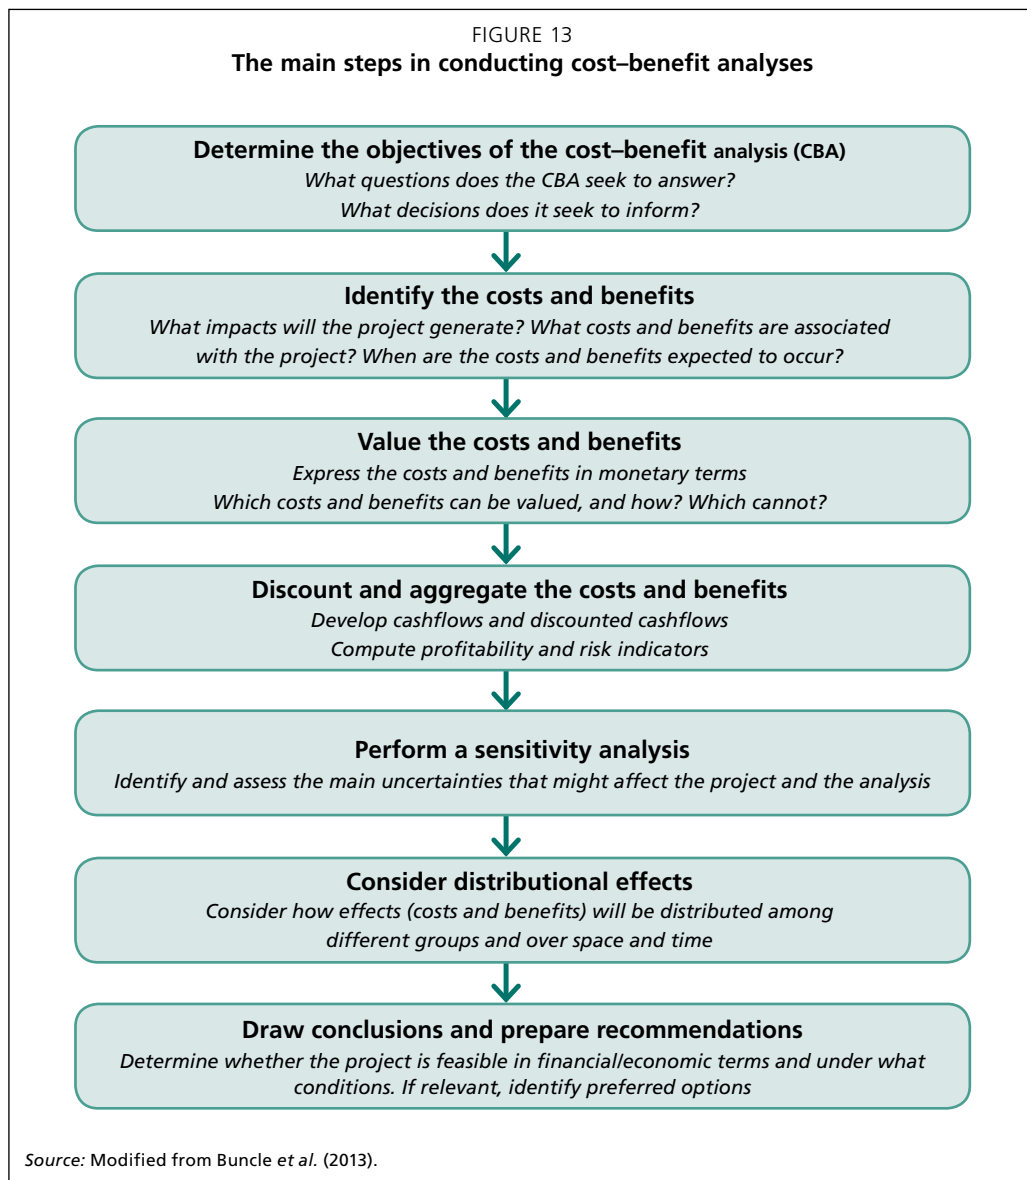 FIGURE 13
The main steps in conducting cost–benefit analyses
Determine the objectives of the cost–benefit analysis (CBA)
What questions does the CBA seek to answer?
What decisions does it seek to inform?
Identify the costs and benefits
What impacts will the project generate? What costs and benefits are associated
with the project? When are the costs and benefits expected to occur?
Value the costs and benefits
Express the costs and benefits in monetary terms
Which costs and benefits can be valued, and how? Which cannot?
Discount and aggregate the costs and benefits
Develop cashflows and discounted cashflows
Compute profitability and risk indicators
Perform a sensitivity analysis
Identify and assess the main uncertainties that might affect the project and the analysis
Consider distributional effects
Consider how effects (costs and benefits) will be distributed among
different groups and over space and time
Draw conclusions and prepare recommendations
Determine whether the project is feasible in financial/economic terms and under what
conditions. If relevant, identify preferred options
Source: Modified from Buncle et al. (2013).